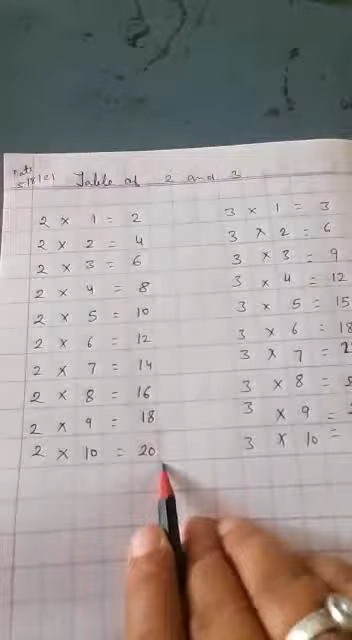 Date
5/8/21 Table of 2 and 3
2 × 1 = 2
2 × 2 = 4
2 × 3 = 6
2 × 4 = 8
2 × 5 = 10
2 × 6 = 12
2 × 7 = 14
2 × 8 = 16
2 × 9 = 18
2 × 10 = 20
3 × 1 = 3
3 × 2 = 6
3 × 3 = 9
3 × 4 = 12
3 × 5 = 15
3 × 6 = 18
3 × 7 =
3 × 8 =
3 × 9 =
3 × 10 =